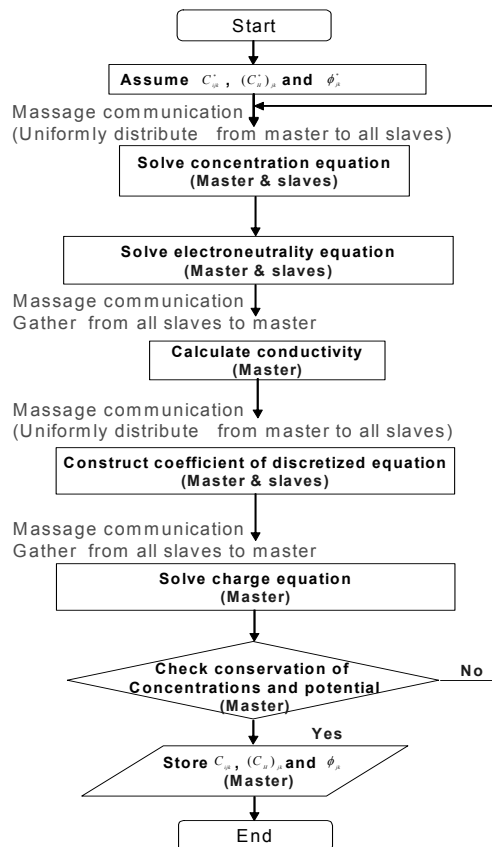 Start
Assume C*ijk , (C*H)jk and ϕ*jk
Massage communication
(Uniformly distribute from master to all slaves)
Solve concentration equation
(Master & slaves)
Solve electroneutrality equation
(Master & slaves)
Massage communication
Gather from all slaves to master
Calculate conductivity
(Master)
Massage communication
(Uniformly distribute from master to all slaves)
Construct coefficient of discretized equation
(Master & slaves)
Massage communication
Gather from all slaves to master
Solve charge equation
(Master)
Check conservation of
Concentrations and potential
(Master)
No
Yes
Store Cijk , (CH)jk and ϕjk
(Master)
End